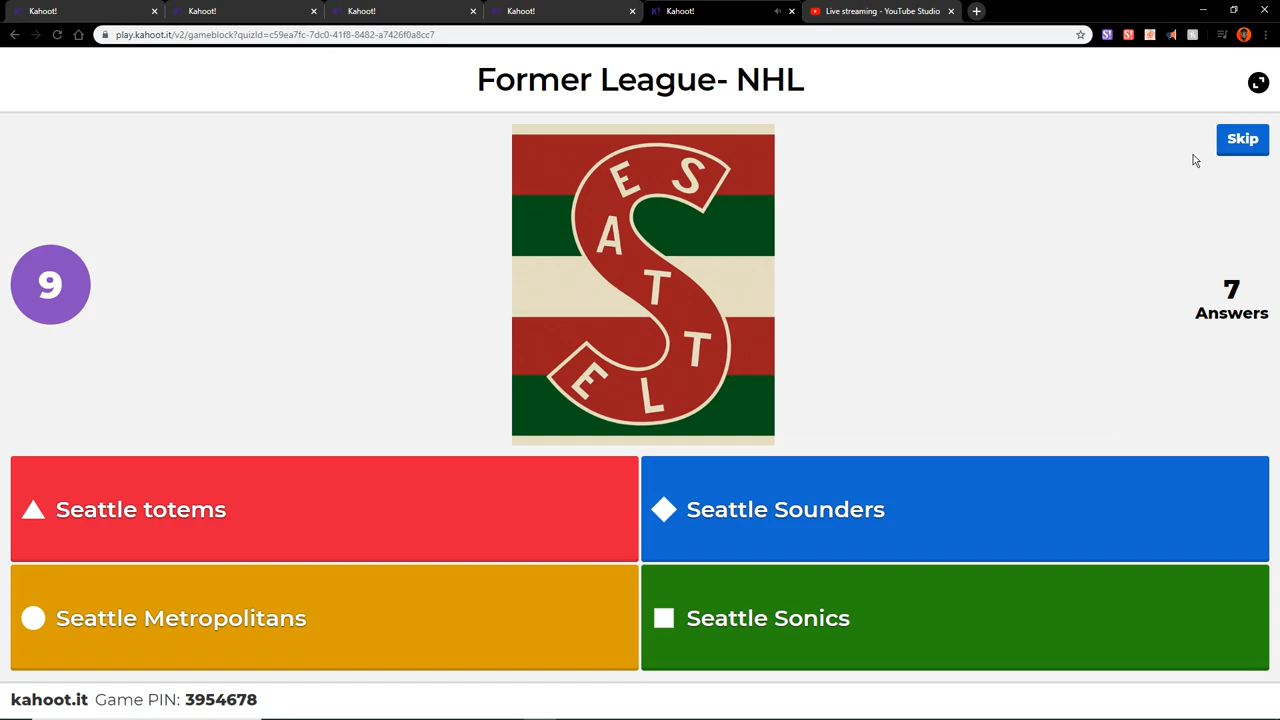 Kahoot!
Kahoot!
Kahoot!
Kahoot!
Kahoot!
Live streaming - YouTube Studio
play.kahoot.it/v2/gameblock?quizId=c59ea7fc-7dc0-41f8-8482-a7426f0a8cc7
Former League- NHL
Skip
SEATTLE
9
7
Answers
Seattle totems
Seattle Sounders
Seattle Metropolitans
Seattle Sonics
kahoot.it Game PIN: 3954678